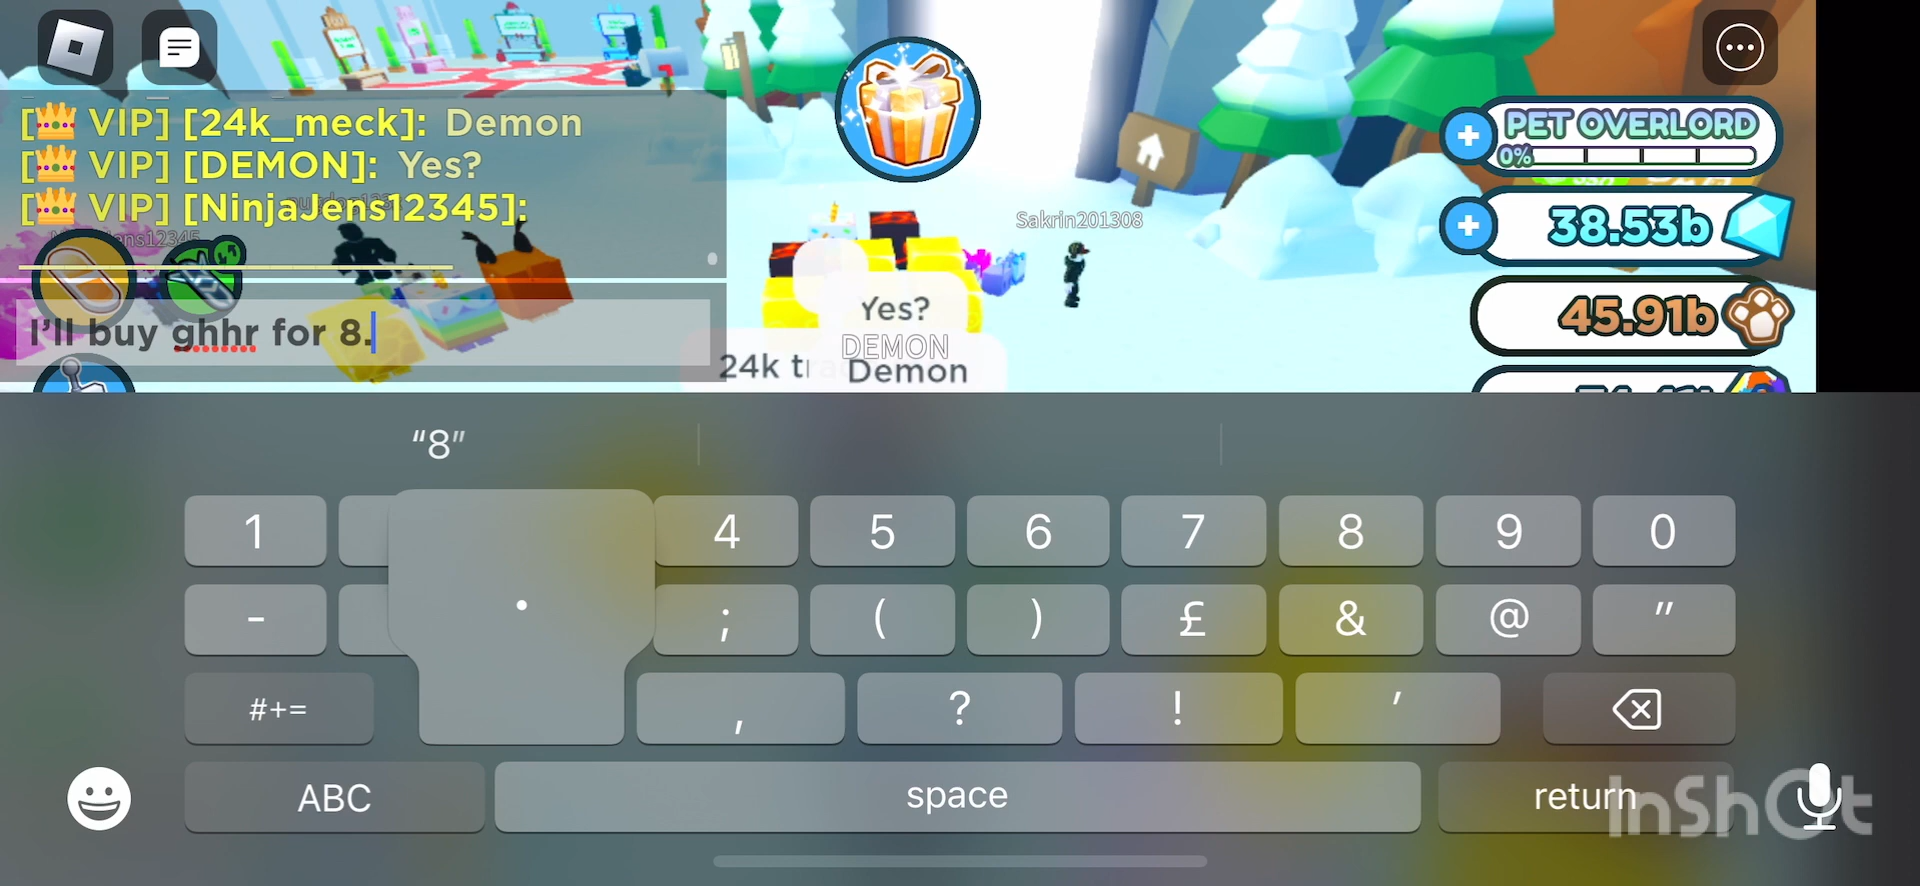 [👑 VIP] [24k_meck]: Demon
[👑 VIP] [DEMON]: Yes?
[👑 VIP] [NinjaJens12345]:
I'll buy ghhr for 8.
Sakrin201308
Yes?
DEMON
24k
Demon
PET OVERLORD
0%
38.53b
45.91b
“8”
1 4 5 6 7 8 9 0
- ; ( ) £ & @ "
#+= . , ? ! '
ABC space return
InShOt